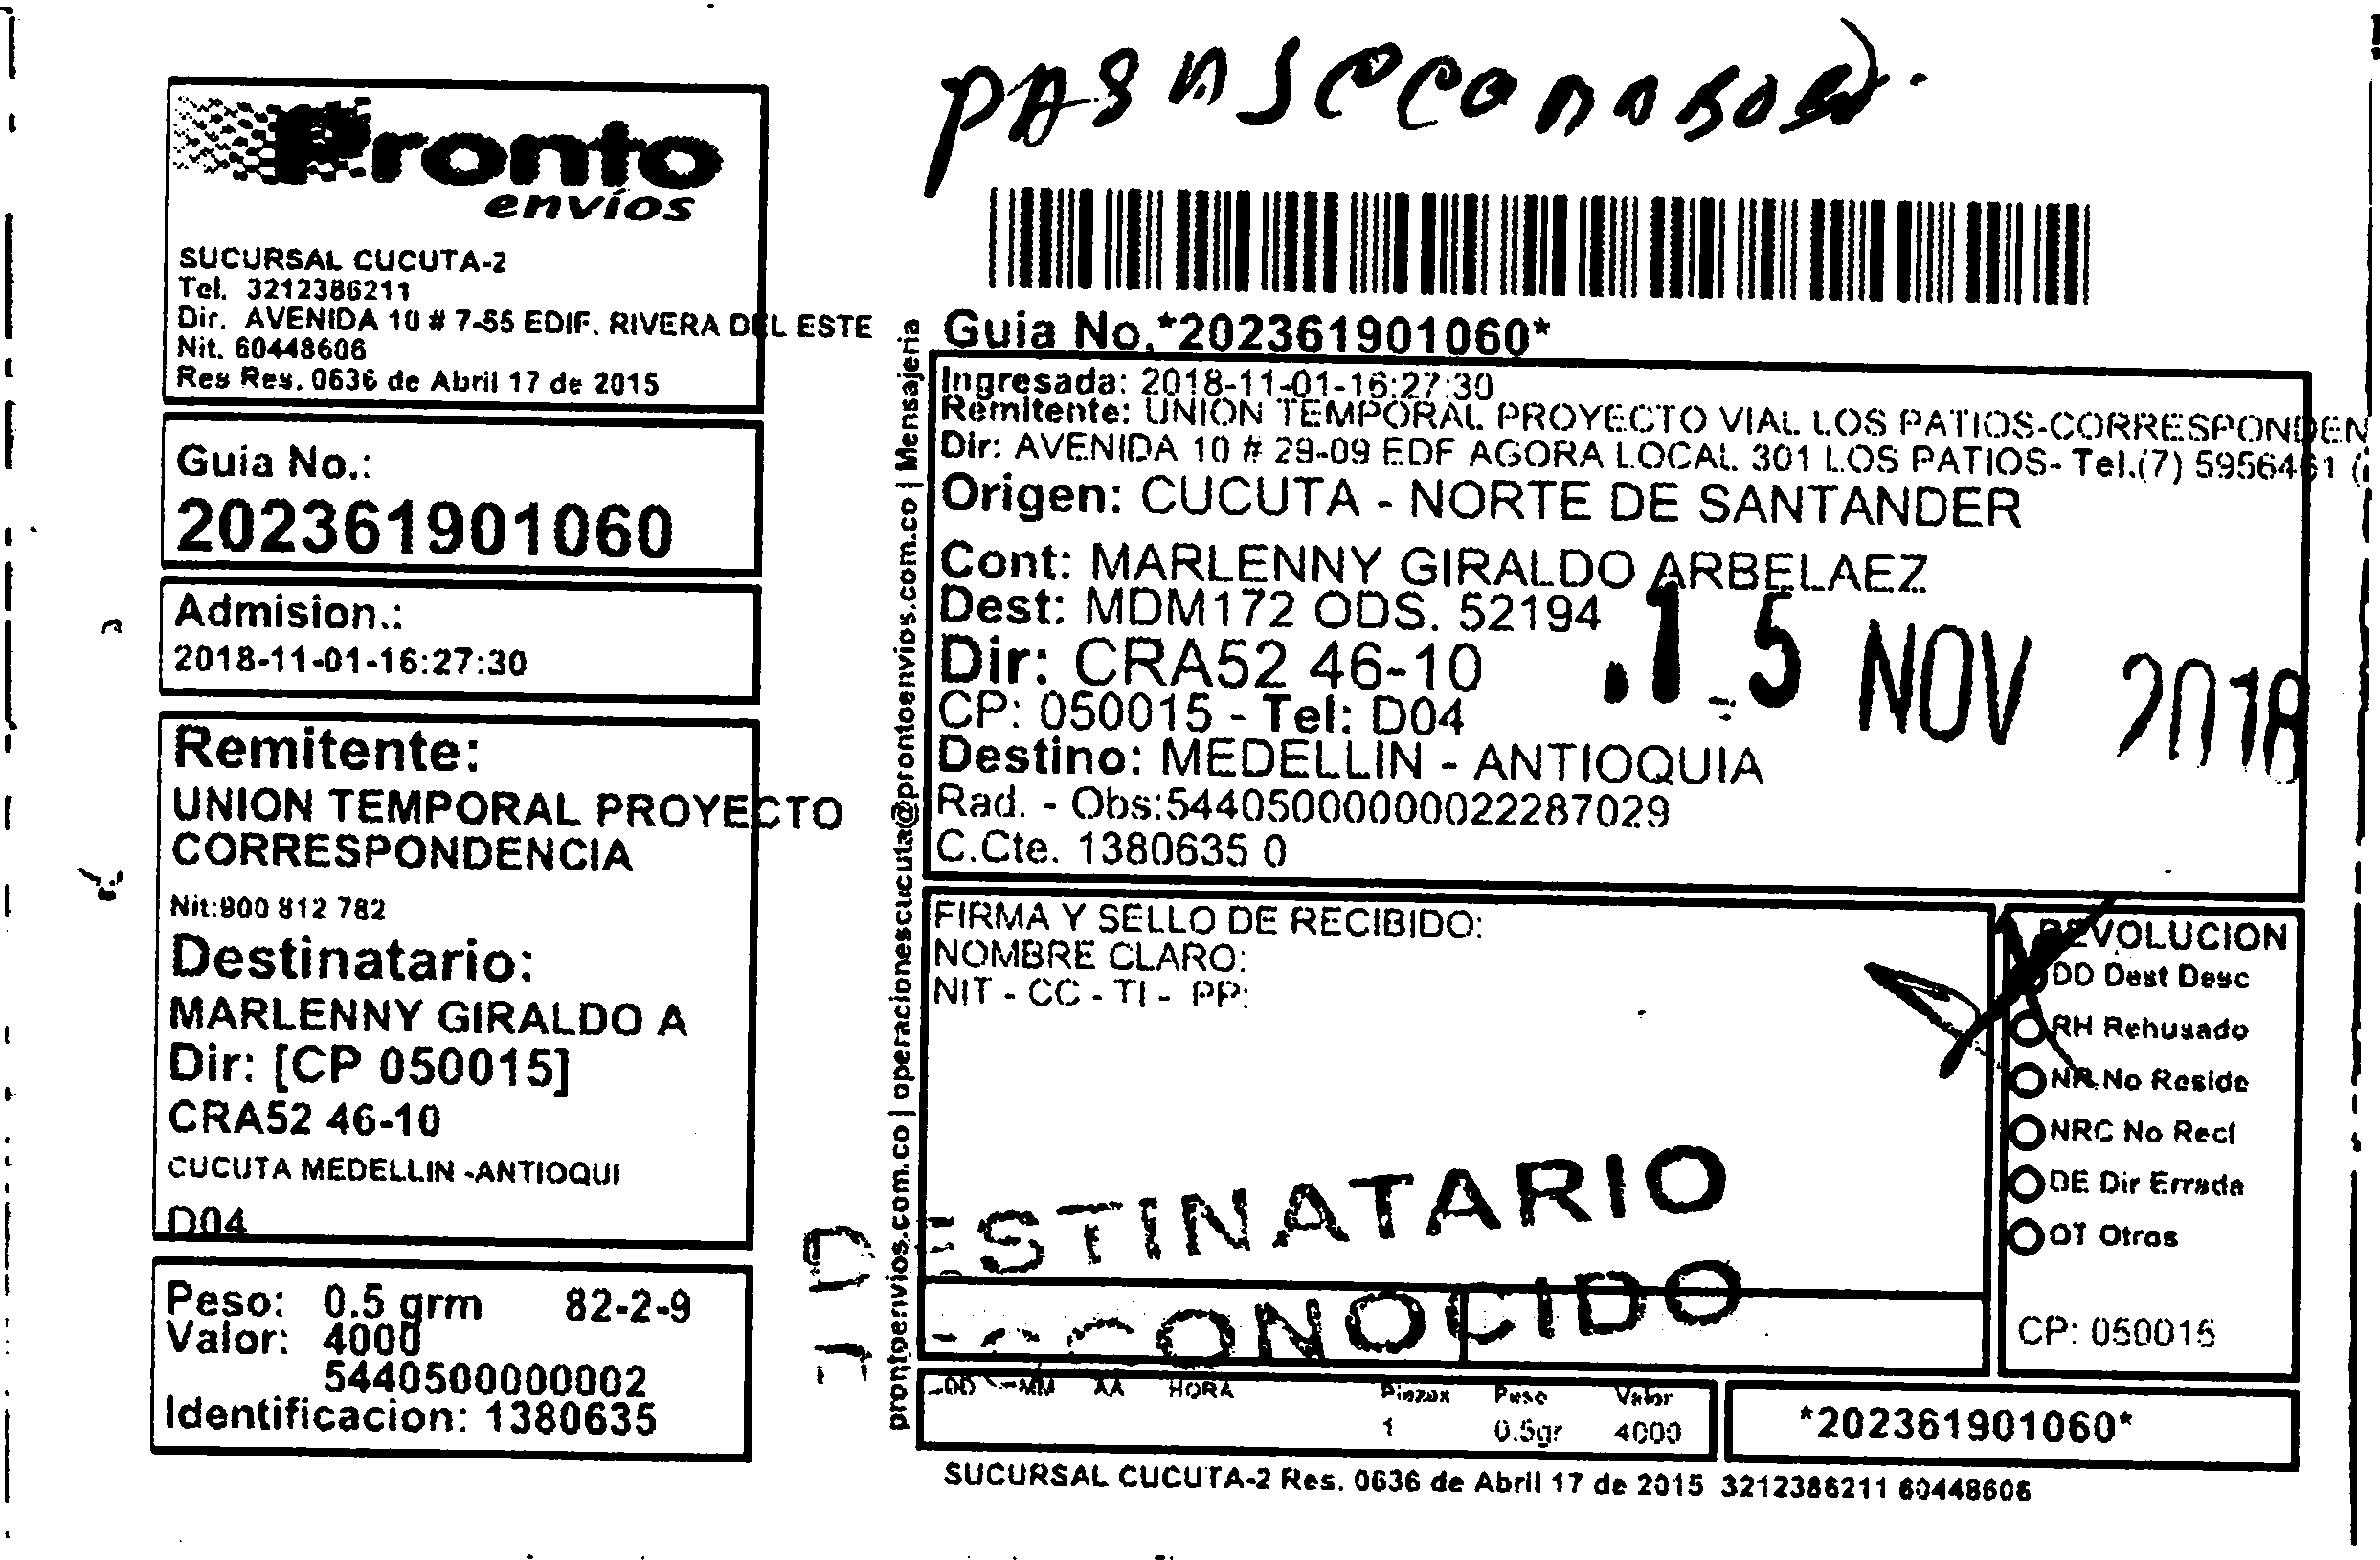 Pronto
envíos
SUCURSAL CUCUTA-2
Tel. 3212386211
Dir. AVENIDA 10 # 7-55 EDIF. RIVERA DEL ESTE
Nit. 60448606
Res Res. 0636 de Abril 17 de 2015
Guia No.:
202361901060
Admision.:
2018-11-01-16:27:30
Remitente:
UNION TEMPORAL PROYECTO
CORRESPONDENCIA
Nit:900 812 782
Destinatario:
MARLENNY GIRALDO A
Dir: [CP 050015]
CRA52 46-10
CUCUTA MEDELLIN -ANTIOQUI
D04
Peso: 0.5 grm 82-2-9
Valor: 4000
5440500000002
Identificacion: 1380635
prontoenvios.com.co | operacionescucuta@prontoenvios.com.co | Mensajeria
Guia No.*202361901060*
Ingresada: 2018-11-01-16:27:30
Remitente: UNION TEMPORAL PROYECTO VIAL LOS PATIOS-CORRESPONDEN
Dir: AVENIDA 10 # 29-09 EDF AGORA LOCAL 301 LOS PATIOS- Tel.(7) 5956461 (
Origen: CUCUTA - NORTE DE SANTANDER
Cont: MARLENNY GIRALDO ARBELAEZ
Dest: MDM172 ODS. 52194
Dir: CRA52 46-10
CP: 050015 - Tel: D04
Destino: MEDELLIN - ANTIOQUIA
Rad. - Obs:54405000000022287029
C.Cte. 1380635 0
15 NOV 2018
FIRMA Y SELLO DE RECIBIDO:
NOMBRE CLARO:
NIT - CC - TI - PP:
DESTINATARIO
DESCONOCIDO
DEVOLUCION
DD Dest Desc
RH Rehusado
NR No Reside
NRC No Recl
DE Dir Errada
OT Otros
CP: 050015
DD MM AA HORA Piezas Peso Valor
1 0.5gr 4000
*202361901060*
SUCURSAL CUCUTA-2 Res. 0636 de Abril 17 de 2015 3212386211 60448606